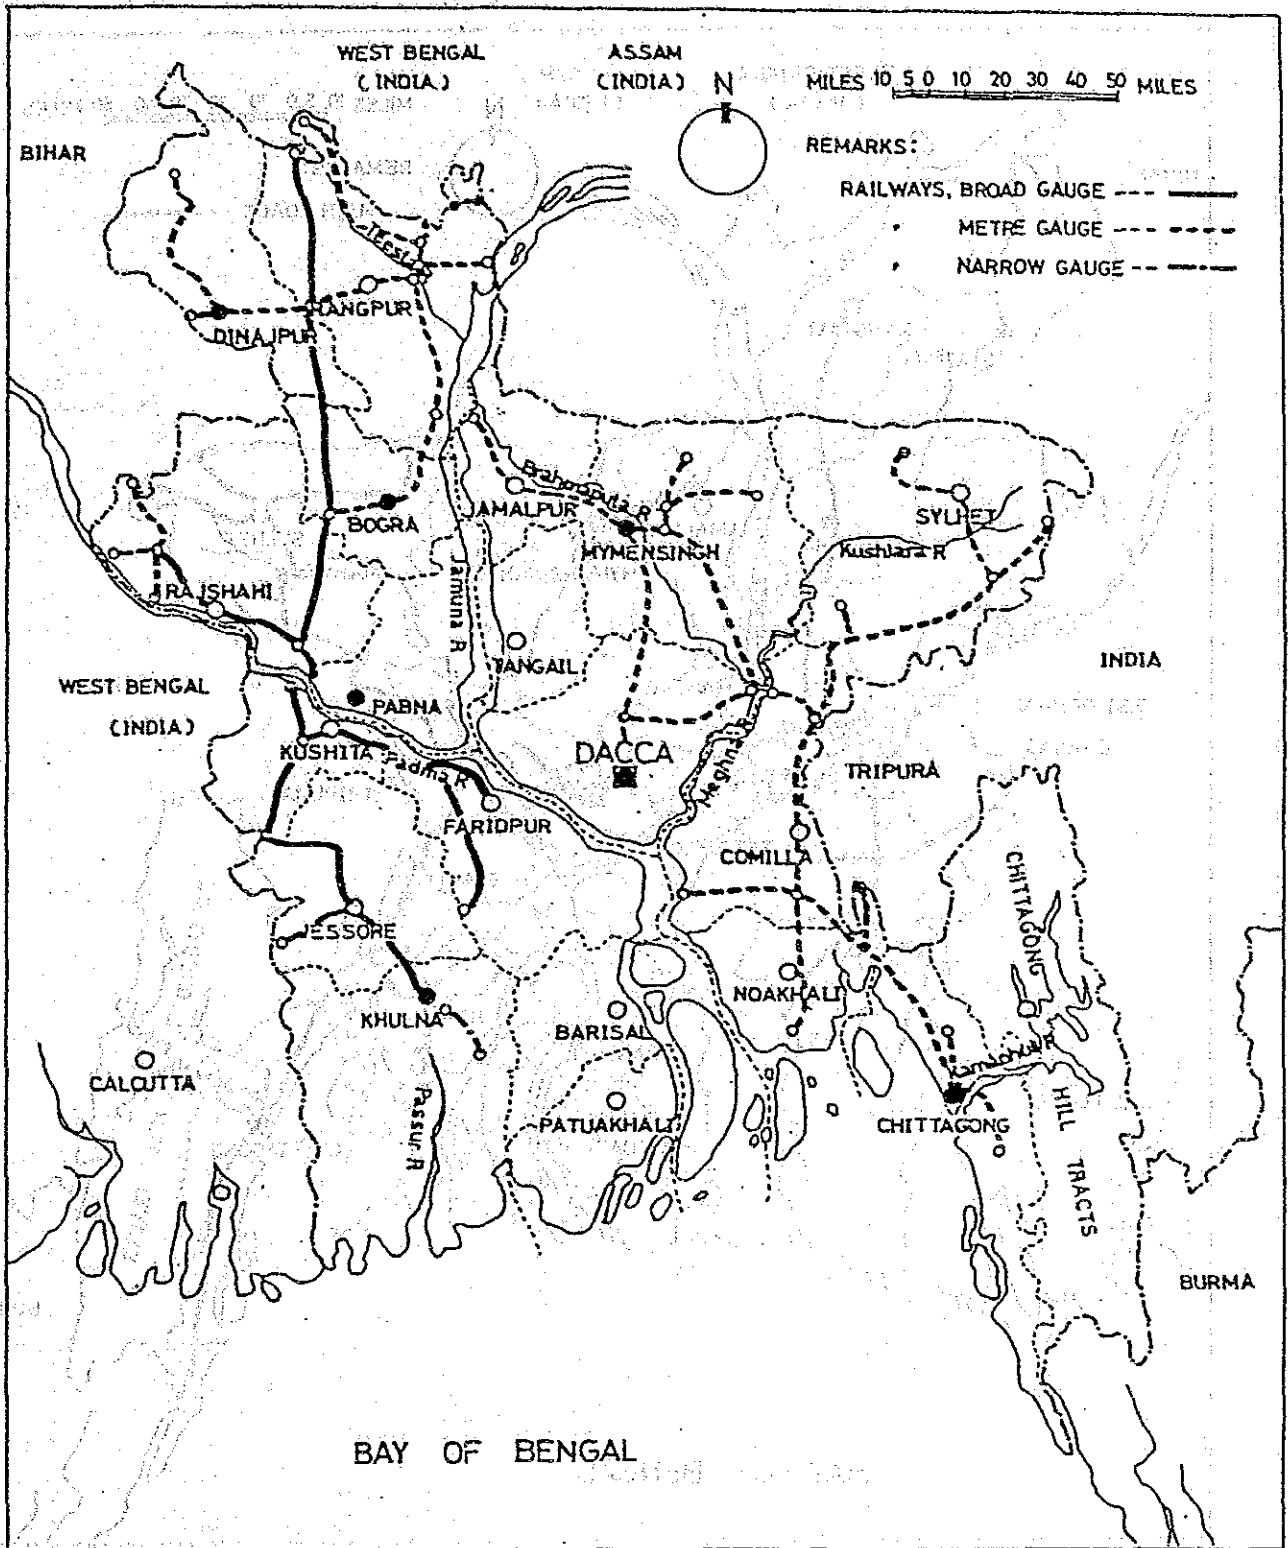 WEST BENGAL
(INDIA)
ASSAM
(INDIA)
N
MILES 10 5 0 10 20 30 40 50 MILES
BIHAR
REMARKS:
RAILWAYS, BROAD GAUGE
METRE GAUGE
NARROW GAUGE
Teesta
RANGPUR
DINAJPUR
Brahmaputa R
BOGRA
JAMALPUR
SYLHET
MYMENSINGH
Kushiara R
RAJSHAHI
Jamuna R
TANGAIL
INDIA
WEST BENGAL
(INDIA)
PABNA
KUSHITA
DACCA
Padma R
Meghna R
TRIPURA
FARIDPUR
COMILLA
CHITTAGONG
HILL TRACTS
JESSORE
NOAKHALI
KHULNA
BARISAL
CALCUTTA
Passur R
PATUAKHALI
CHITTAGONG
BURMA
BAY OF BENGAL